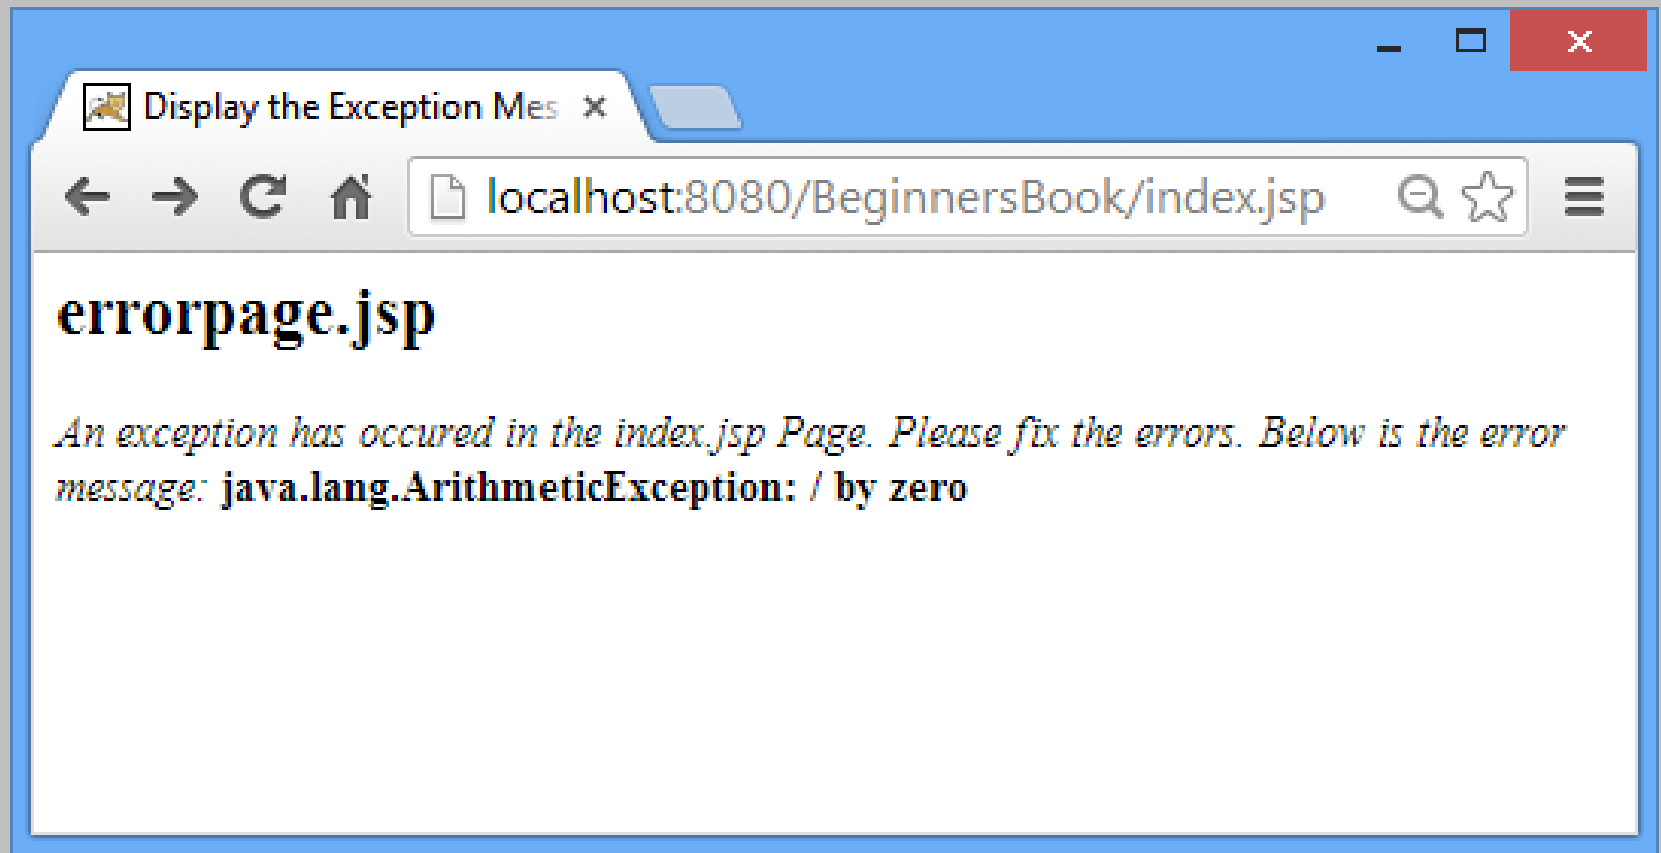 Display the Exception Mes
localhost:8080/BeginnersBook/index.jsp
errorpage.jsp
An exception has occured in the index.jsp Page. Please fix the errors. Below is the error
message: java.lang.ArithmeticException: / by zero